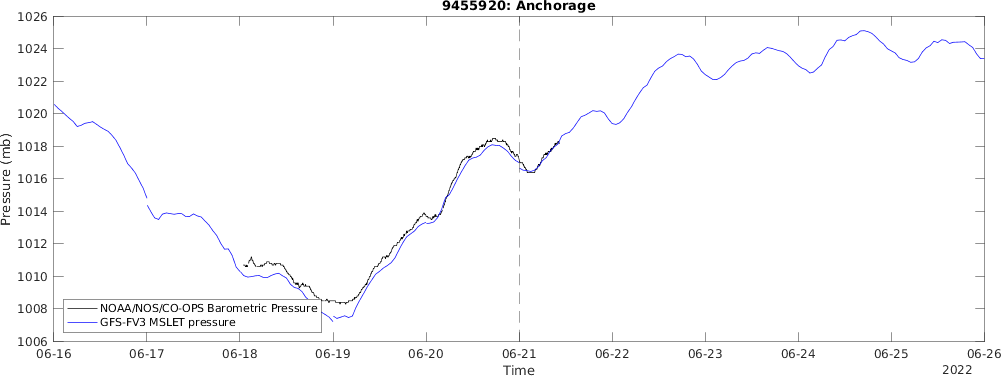 9455920: Anchorage
Pressure (mb)
1026
1024
1022
1020
1018
1016
1014
1012
1010
1008
1006
NOAA/NOS/CO-OPS Barometric Pressure
GFS-FV3 MSLET pressure
06-16 06-17 06-18 06-19 06-20 06-21 06-22 06-23 06-24 06-25 06-26
Time
2022